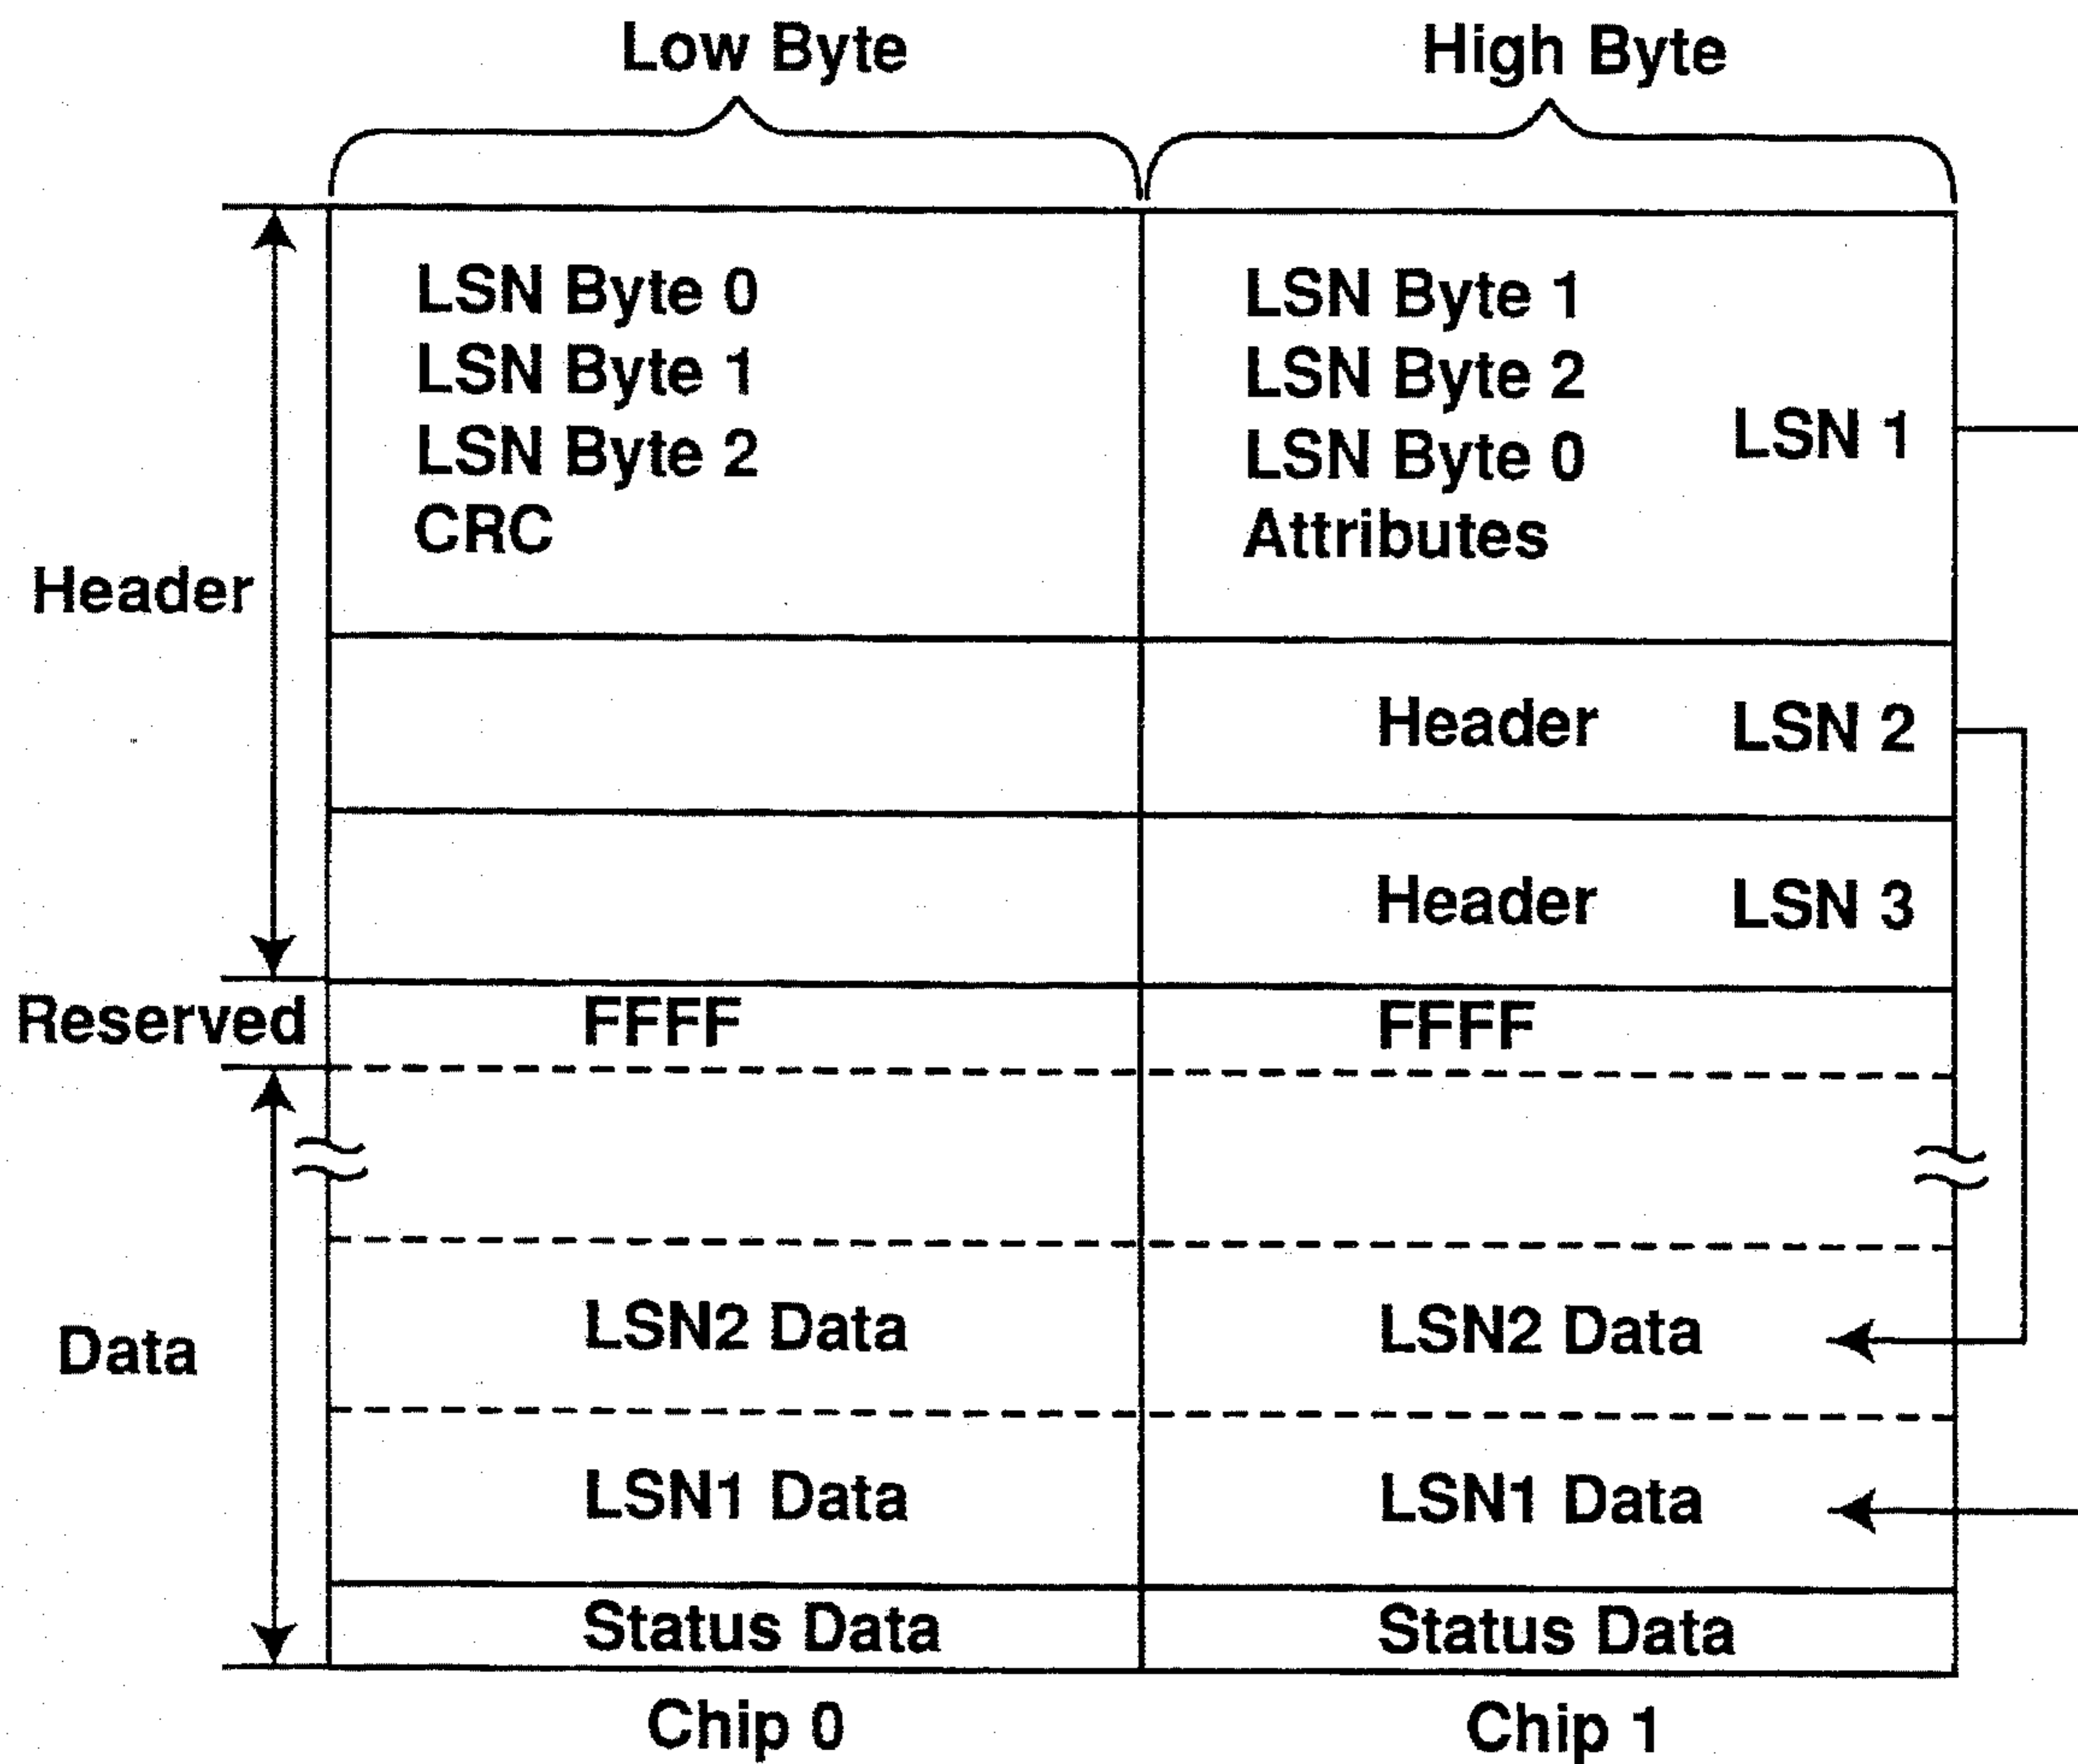 Low Byte High Byte
LSN Byte 0 LSN Byte 1
LSN Byte 1 LSN Byte 2
LSN 1
LSN Byte 2 LSN Byte 0
CRC Attributes
Header
Header LSN 2
Header LSN 3
Reserved FFFF FFFF
LSN2 Data LSN2 Data
Data
LSN1 Data LSN1 Data
Status Data Status Data
Chip 0 Chip 1